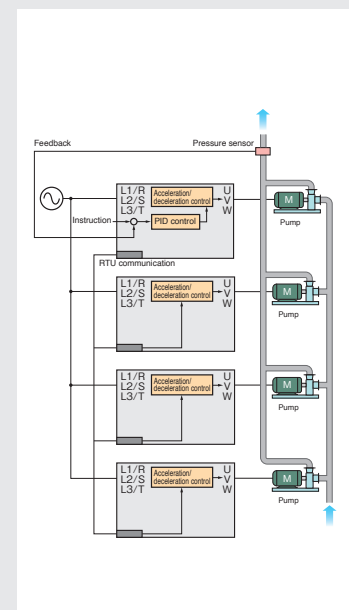 Feedback
Pressure sensor
L1/R
L2/S
L3/T
Acceleration/
deceleration control
U
V
W
Instruction
PID control
M
Pump
RTU communication
L1/R
L2/S
L3/T
Acceleration/
deceleration control
U
V
W
M
Pump
L1/R
L2/S
L3/T
Acceleration/
deceleration control
U
V
W
M
Pump
L1/R
L2/S
L3/T
Acceleration/
deceleration control
U
V
W
M
Pump